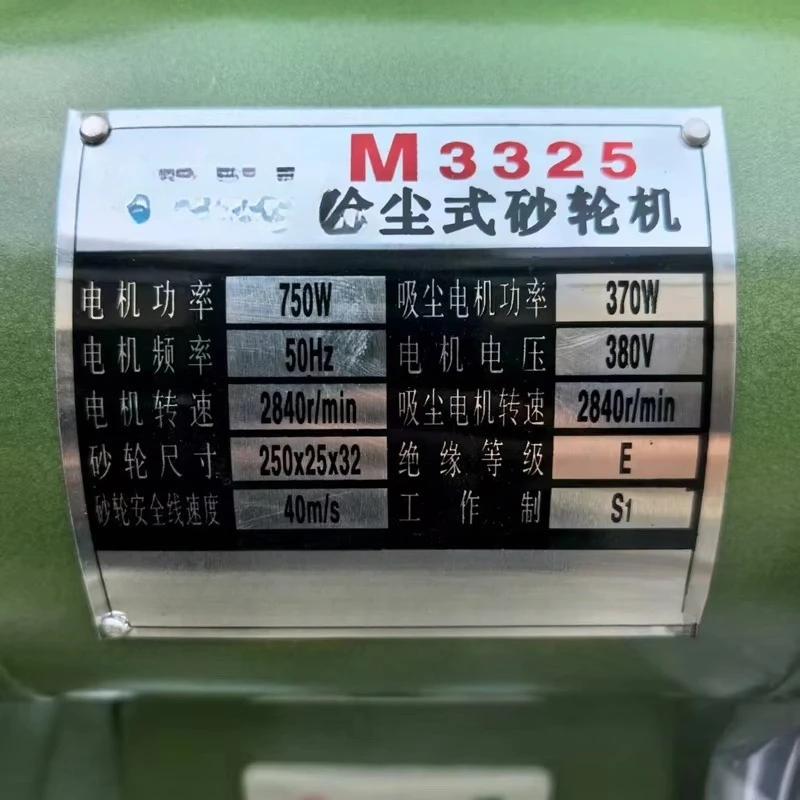 M3325
吸尘式砂轮机
电机功率 750W 吸尘电机功率 370W
电机频率 50Hz 电机电压 380V
电机转速 2840r/min 吸尘电机转速 2840r/min
砂轮尺寸 250x25x32 绝缘等级 E
砂轮安全线速度 40m/s 工作制 S1